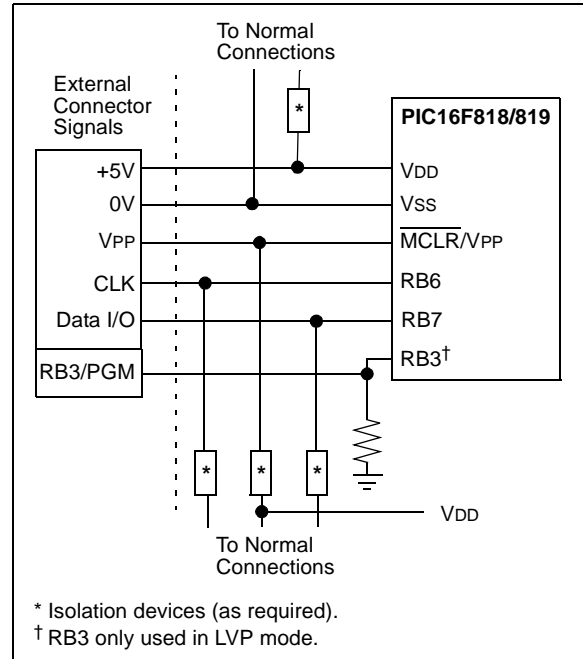 To Normal
Connections
External
Connector
Signals
*
PIC16F818/819
+5V
VDD
0V
VSS
VPP
MCLR/VPP
CLK
RB6
Data I/O
RB7
RB3†
RB3/PGM
* * *
VDD
To Normal
Connections
* Isolation devices (as required).
† RB3 only used in LVP mode.